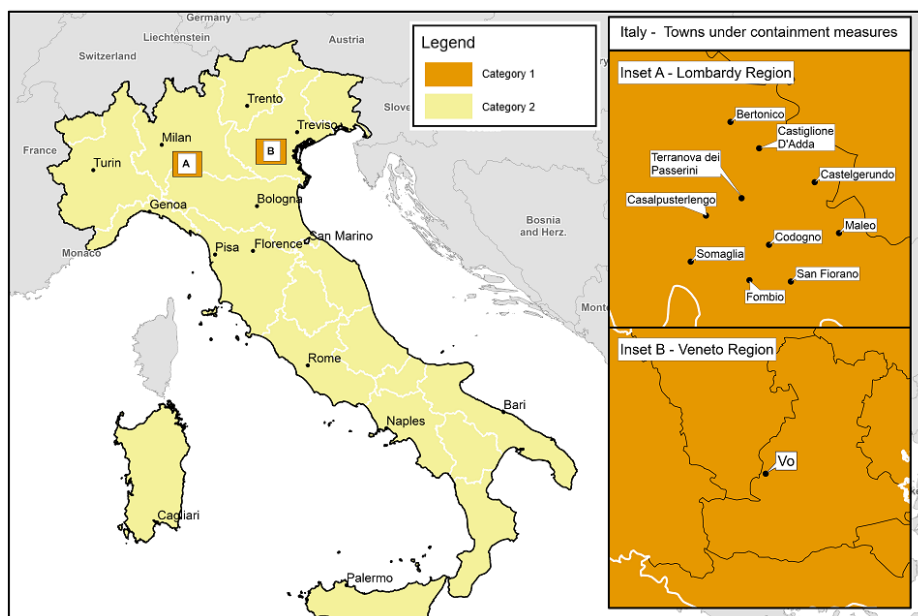 Germany
Liechtenstein
Austria
Switzerland
Slove
France
Monaco
Bosnia
and Herz.
Monte
Trento
Treviso
Milan
Turin
A
B
Genoa
Bologna
Pisa
Florence
San Marino
Rome
Naples
Bari
Cagliari
Palermo
Legend
Category 1
Category 2
Italy - Towns under containment measures
Inset A - Lombardy Region
Bertonico
Castiglione
D'Adda
Terranova dei
Passerini
Castelgerundo
Casalpusterlengo
Maleo
Codogno
Somaglia
San Fiorano
Fombio
Inset B - Veneto Region
Vo